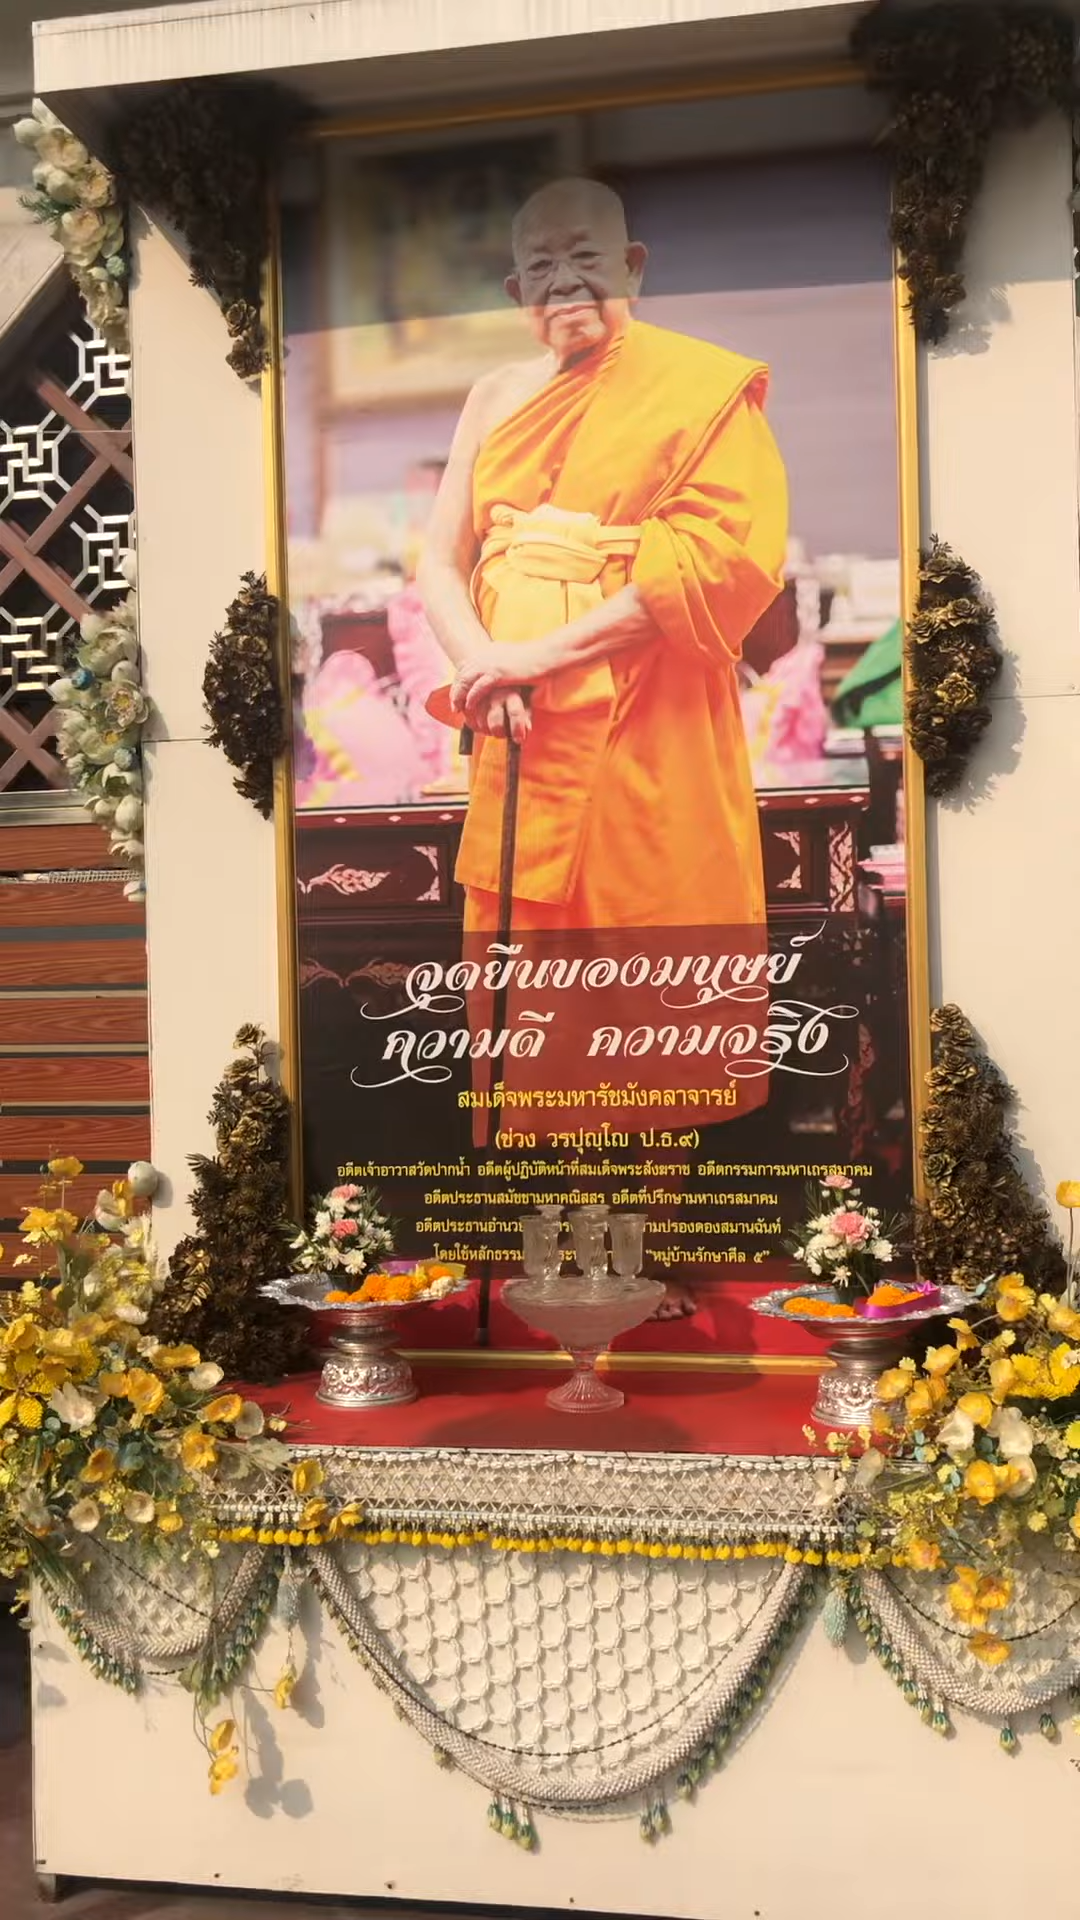 จุดยืนของมนุษย์
ความดี ความจริง
สมเด็จพระมหารัชมังคลาจารย์
(ช่วง วรปุญฺโญ ป.ธ.๙)
อดีตเจ้าอาวาสวัดปากน้ำ อดีตผู้ปฏิบัติหน้าที่สมเด็จพระสังฆราช อดีตกรรมการมหาเถรสมาคม
อดีตประธานสมัชชามหาคณิสสร อดีตที่ปรึกษามหาเถรสมาคม
อดีตประธานอำนวย ามปรองดองสมานฉันท์
โดยใช้หลักธรรม "หมู่บ้านรักษาศีล ๕"